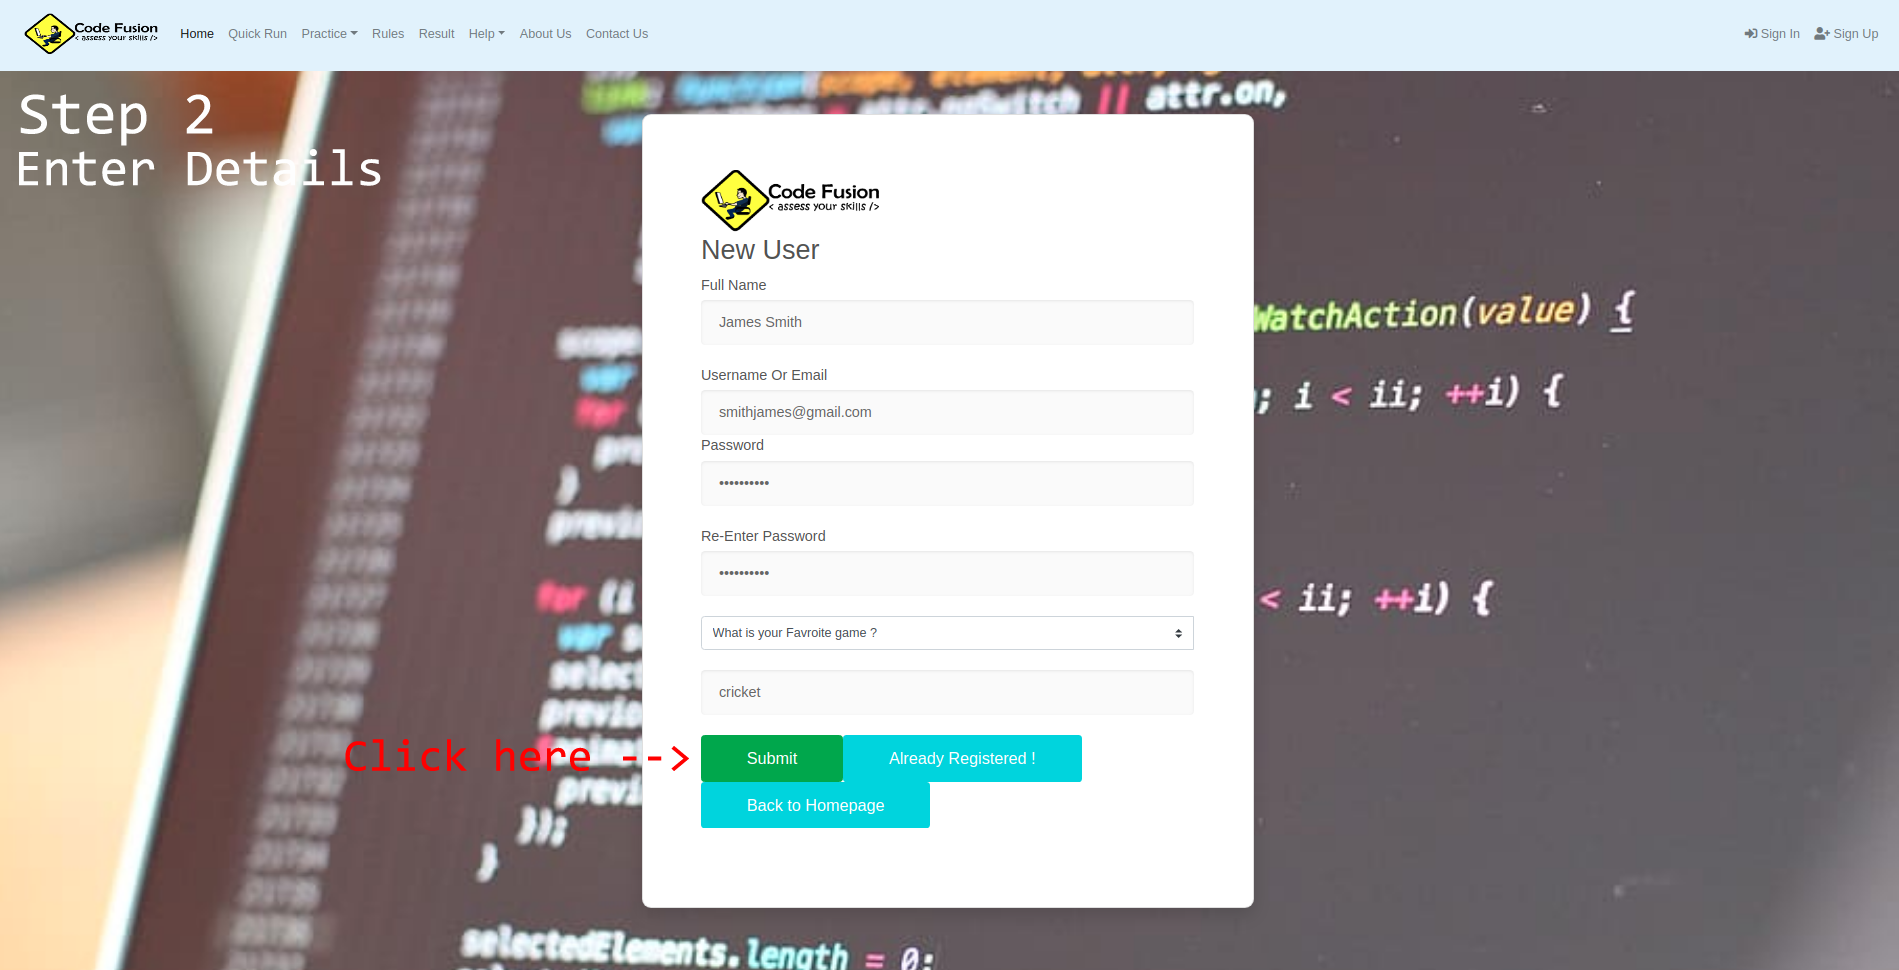 Code Fusion
< assess your skills />
Home Quick Run Practice Rules Result Help About Us Contact Us Sign In Sign Up
Step 2
Enter Details
attr.on,
Code Fusion
< assess your skills />
New User
Full Name
James Smith
WatchAction(value) {
Username Or Email
; i < ii; ++i) {
smithjames@gmail.com
Password
••••••••••
Re-Enter Password
••••••••••
for (i
< ii; ++i) {
What is your Favroite game ?
cricket
Click here -->
Submit
Already Registered !
Back to Homepage
});
}
selectedElements.length = 0;